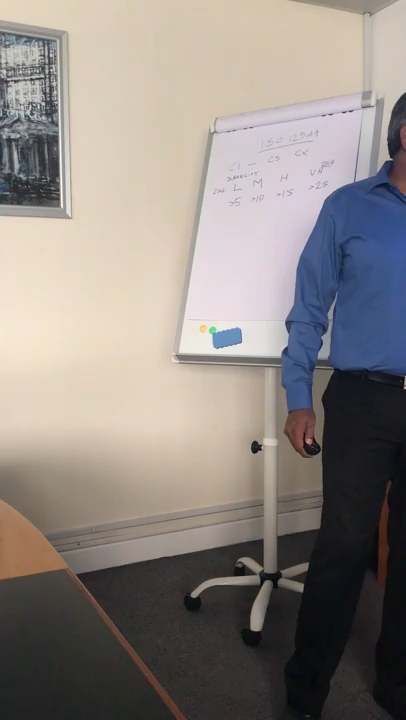 ISO 12944
C1 - C5 CX
DURABILITY
L M H VH
>5 >10 >15 >25